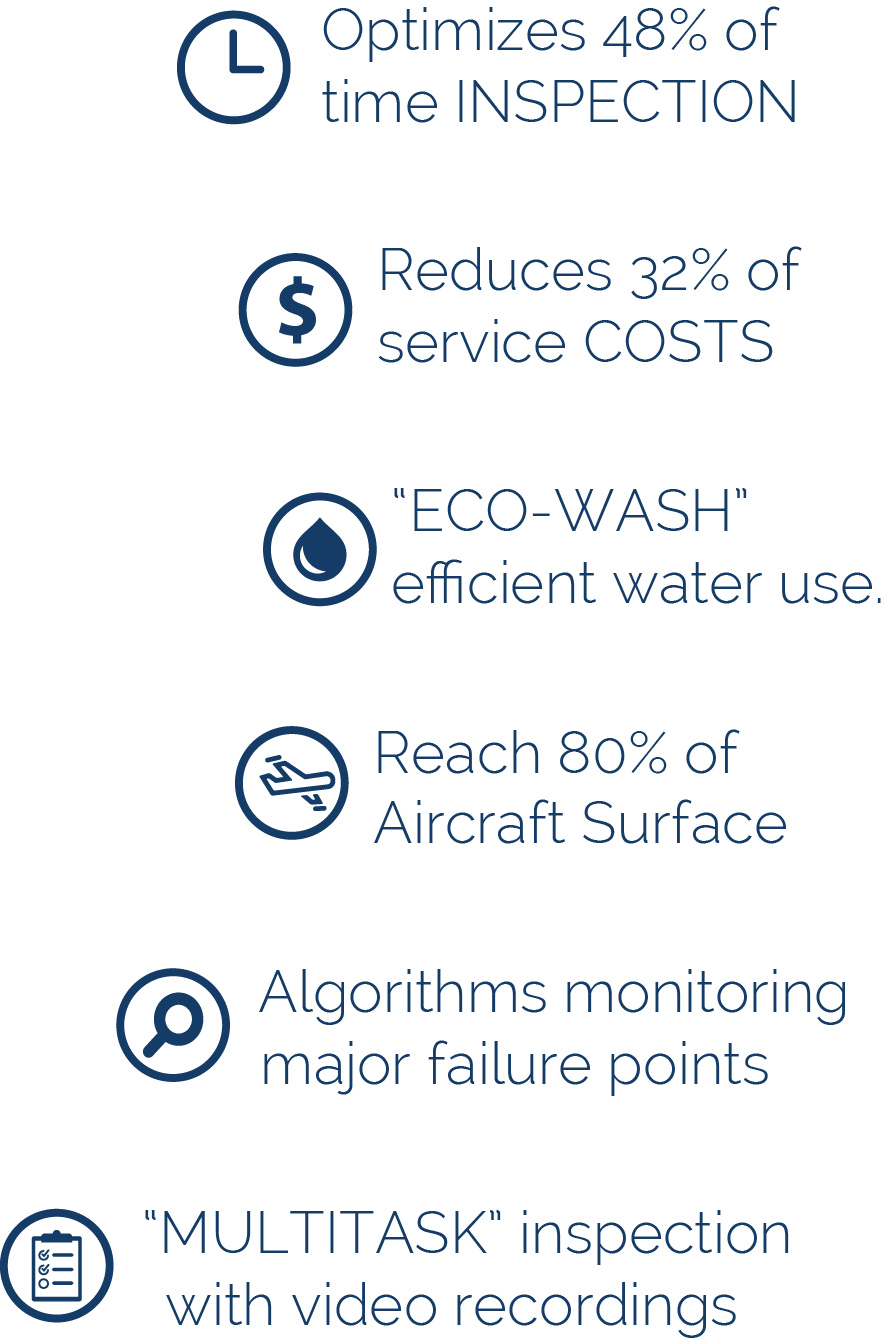 Optimizes 48% of
time INSPECTION
$
Reduces 32% of
service COSTS
“ECO-WASH”
efficient water use.
Reach 80% of
Aircraft Surface
Algorithms monitoring
major failure points
“MULTITASK” inspection
with video recordings